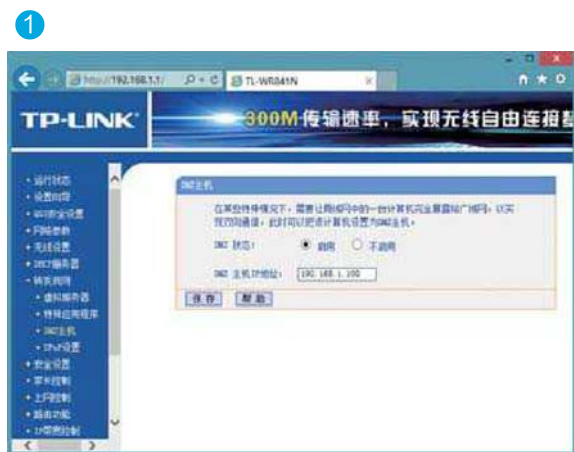 1
http://192.168.1.1/
TL-WR841N
TP-LINK
300M 传输速率，实现无线自由连接
DMZ主机
在某些特殊情况下，需要让局域网中的一台计算机完全暴露给广域网，以实
现双向通信，此时可以把该计算机设置为DMZ主机。
DMZ 状态：
启用
不启用
DMZ 主机IP地址：
192.168.1.100
保 存
帮 助
• 运行状态
• 设置向导
+ 网络参数
+ 无线设置
+ DHCP服务器
- 转发规则
• 虚拟服务器
• 特殊应用程序
• DMZ主机
• UPnP设置
+ 安全设置
+ 家长控制
+ 上网控制
+ 路由功能
+ IP带宽控制